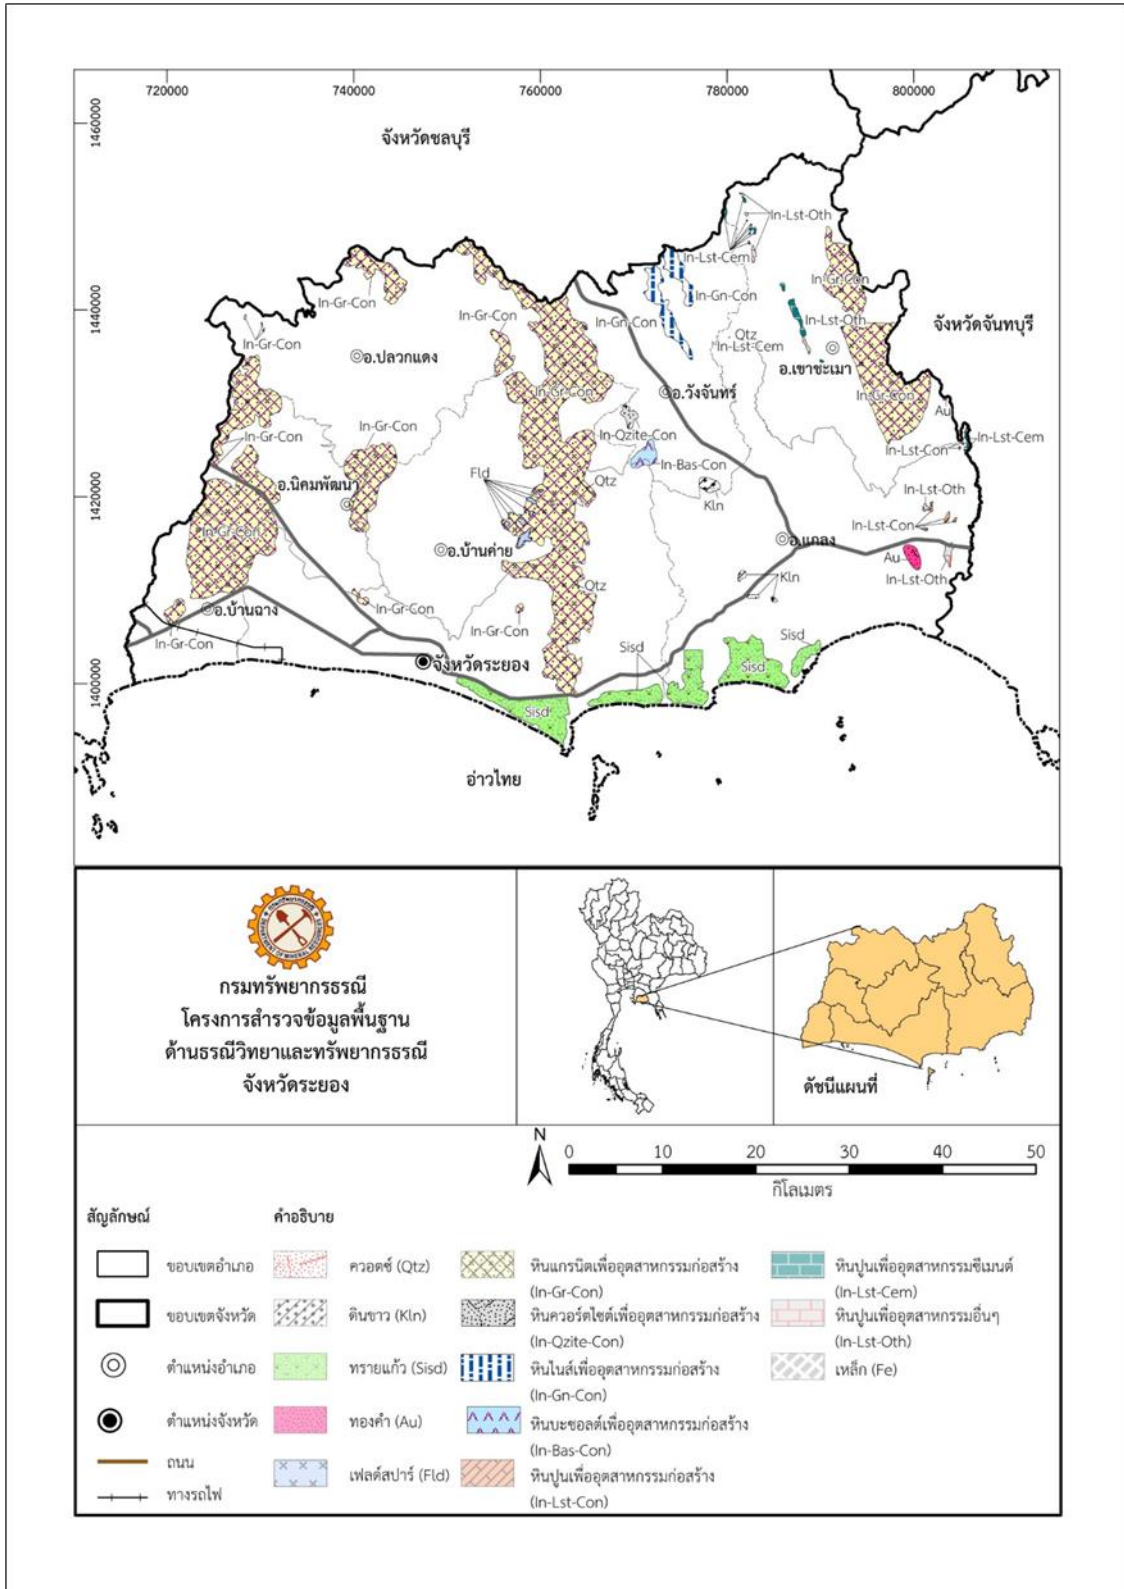 720000
740000
760000
780000
800000
1460000
1440000
1420000
1400000
จังหวัดชลบุรี
In-Lst-Oth
In-Lst-Cem
In-Gr-Con
In-Gn-Con
In-Gr-Con
In-Gr-Con
In-Gn-Con
In-Lst-Oth
จังหวัดจันทบุรี
In-Gr-Con
Qtz
In-Lst-Cem
อ.ปลวกแดง
อ.เขาชะเมา
In-Gr-Con
อ.วังจันทร์
In-Gr-Con
Au
In-Gr-Con
In-Gr-Con
In-Qzite-Con
In-Lst-Cem
In-Lst-Con
In-Bas-Con
Fld
Qtz
อ.นิคมพัฒนา
Kln
In-Lst-Oth
In-Gr-Con
In-Lst-Con
อ.บ้านค่าย
อ.แกลง
Au
In-Lst-Oth
Kln
Qtz
In-Gr-Con
อ.บ้านฉาง
In-Gr-Con
In-Gr-Con
Sisd
Sisd
จังหวัดระยอง
Sisd
Sisd
อ่าวไทย
DEPARTMENT OF MINERAL RESOURCES
กรมทรัพยากรธรณี
กรมทรัพยากรธรณี
โครงการสำรวจข้อมูลพื้นฐาน
ด้านธรณีวิทยาและทรัพยากรธรณี
จังหวัดระยอง
ดัชนีแผนที่
N
0 10 20 30 40 50
กิโลเมตร
สัญลักษณ์ คำอธิบาย
ขอบเขตอำเภอ
ขอบเขตจังหวัด
ตำแหน่งอำเภอ
ตำแหน่งจังหวัด
ถนน
ทางรถไฟ
ควอตซ์ (Qtz)
ดินขาว (Kln)
ทรายแก้ว (Sisd)
ทองคำ (Au)
เฟลด์สปาร์ (Fld)
หินแกรนิตเพื่ออุตสาหกรรมก่อสร้าง
(In-Gr-Con)
หินควอร์ตไซต์เพื่ออุตสาหกรรมก่อสร้าง
(In-Qzite-Con)
หินไนส์เพื่ออุตสาหกรรมก่อสร้าง
(In-Gn-Con)
หินบะซอลต์เพื่ออุตสาหกรรมก่อสร้าง
(In-Bas-Con)
หินปูนเพื่ออุตสาหกรรมก่อสร้าง
(In-Lst-Con)
หินปูนเพื่ออุตสาหกรรมซีเมนต์
(In-Lst-Cem)
หินปูนเพื่ออุตสาหกรรมอื่นๆ
(In-Lst-Oth)
เหล็ก (Fe)